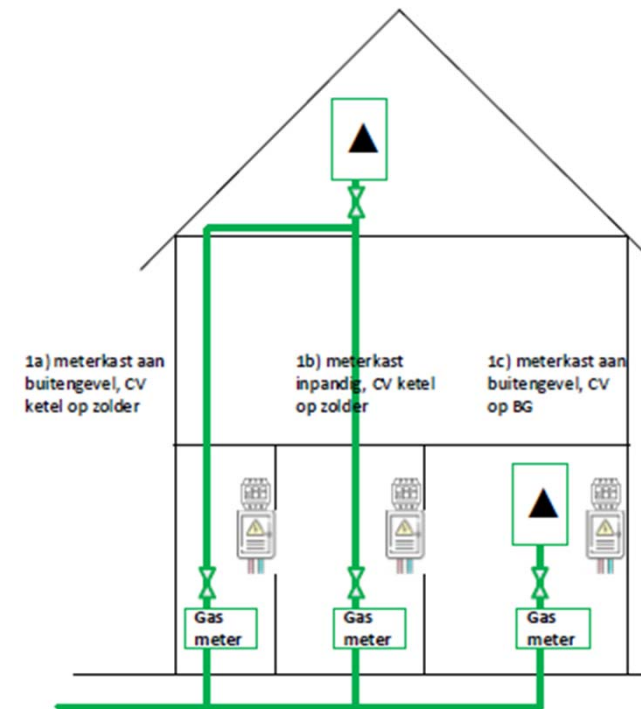 1a) meterkast aan
buitengevel, CV
ketel op zolder
1b) meterkast
inpandig, CV ketel
op zolder
1c) meterkast aan
buitengevel, CV
op BG
Gas
meter
Gas
meter
Gas
meter